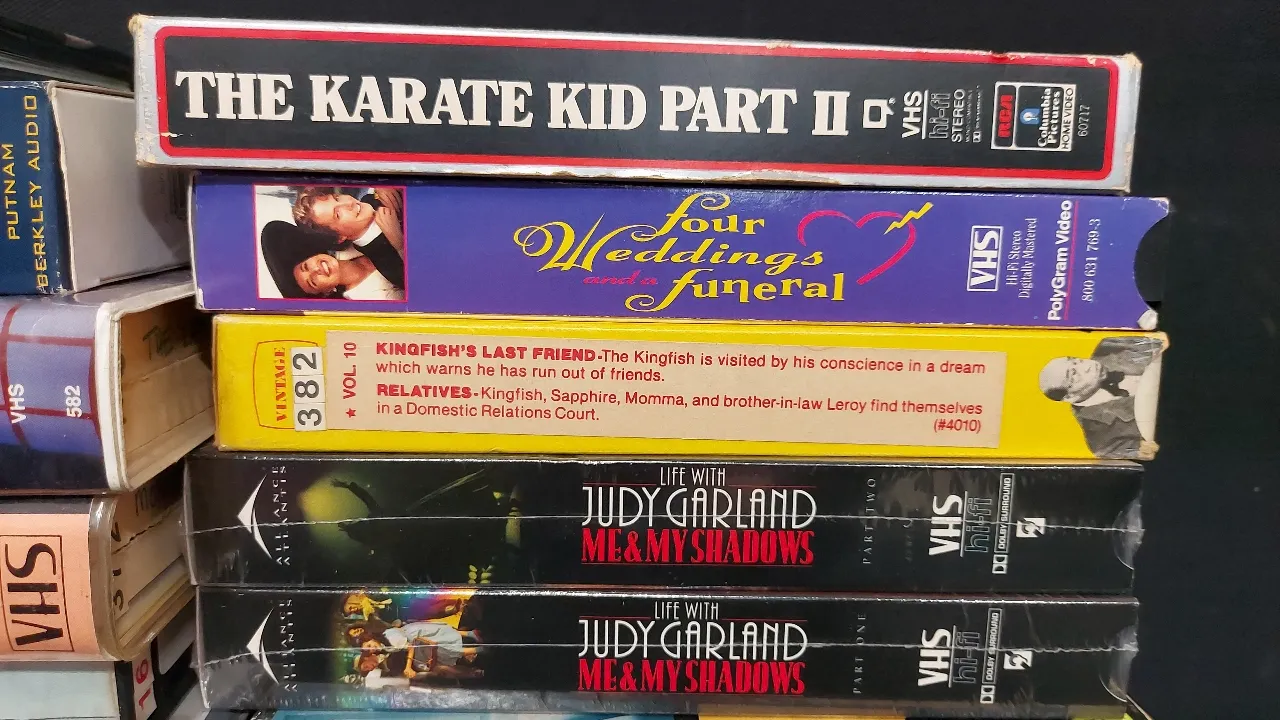 THE KARATE KID PART II
VHS
hi-fi
STEREO
RCA
Columbia
Pictures
HOME VIDEO
60717
four
Weddings
and a
funeral
VHS
Hi-Fi Stereo
Digitally Mastered
PolyGram Video
800 631 769-3
VINTAGE
382
★ VOL. 10
KINGFISH'S LAST FRIEND-The Kingfish is visited by his conscience in a dream
which warns he has run out of friends.
RELATIVES-Kingfish, Sapphire, Momma, and brother-in-law Leroy find themselves
in a Domestic Relations Court.
(#4010)
ALLIANCE
ATLANTIS
LIFE WITH
JUDY GARLAND
ME & MY SHADOWS
PART TWO
VHS
hi-fi
DOLBY SURROUND
ALLIANCE
ATLANTIS
LIFE WITH
JUDY GARLAND
ME & MY SHADOWS
PART ONE
VHS
hi-fi
DOLBY SURROUND
PUTNAM
BERKLEY AUDIO
VHS
582
VHS
16